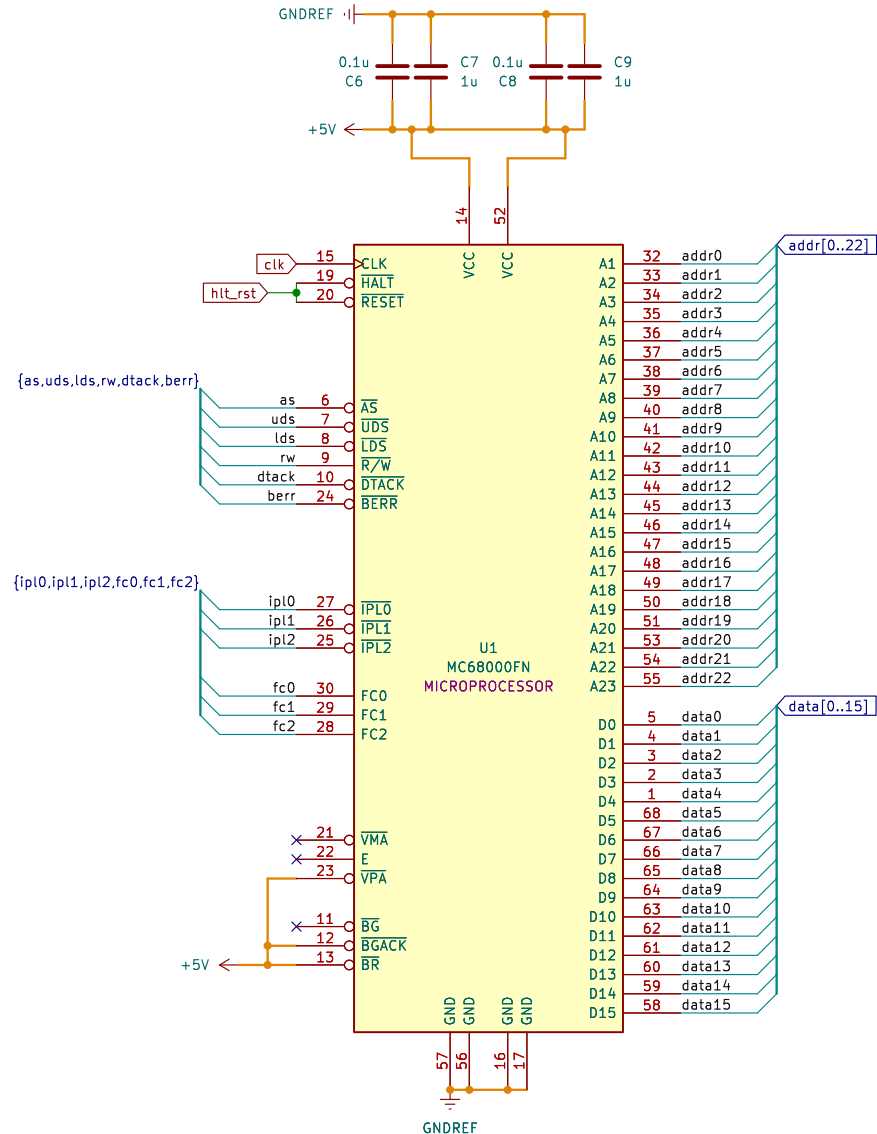 GNDREF
0.1u C7 0.1u C9
C6 1u C8 1u
+5V
14 52
VCC VCC
addr[0..22]
clk 15 CLK
hlt_rst 19 HALT
20 RESET
{as,uds,lds,rw,dtack,berr}
as 6 AS
uds 7 UDS
lds 8 LDS
rw 9 R/W
dtack 10 DTACK
berr 24 BERR
{ipl0,ipl1,ipl2,fc0,fc1,fc2}
ipl0 27 IPL0
ipl1 26 IPL1
ipl2 25 IPL2
fc0 30 FC0
fc1 29 FC1
fc2 28 FC2
21 VMA
22 E
23 VPA
11 BG
12 BGACK
+5V 13 BR
U1
MC68000FN
MICROPROCESSOR
A1 32 addr0
A2 33 addr1
A3 34 addr2
A4 35 addr3
A5 36 addr4
A6 37 addr5
A7 38 addr6
A8 39 addr7
A9 40 addr8
A10 41 addr9
A11 42 addr10
A12 43 addr11
A13 44 addr12
A14 45 addr13
A15 46 addr14
A16 47 addr15
A17 48 addr16
A18 49 addr17
A19 50 addr18
A20 51 addr19
A21 53 addr20
A22 54 addr21
A23 55 addr22
data[0..15]
D0 5 data0
D1 4 data1
D2 3 data2
D3 2 data3
D4 1 data4
D5 68 data5
D6 67 data6
D7 66 data7
D8 65 data8
D9 64 data9
D10 63 data10
D11 62 data11
D12 61 data12
D13 60 data13
D14 59 data14
D15 58 data15
GND GND GND GND
57 56 16 17
GNDREF